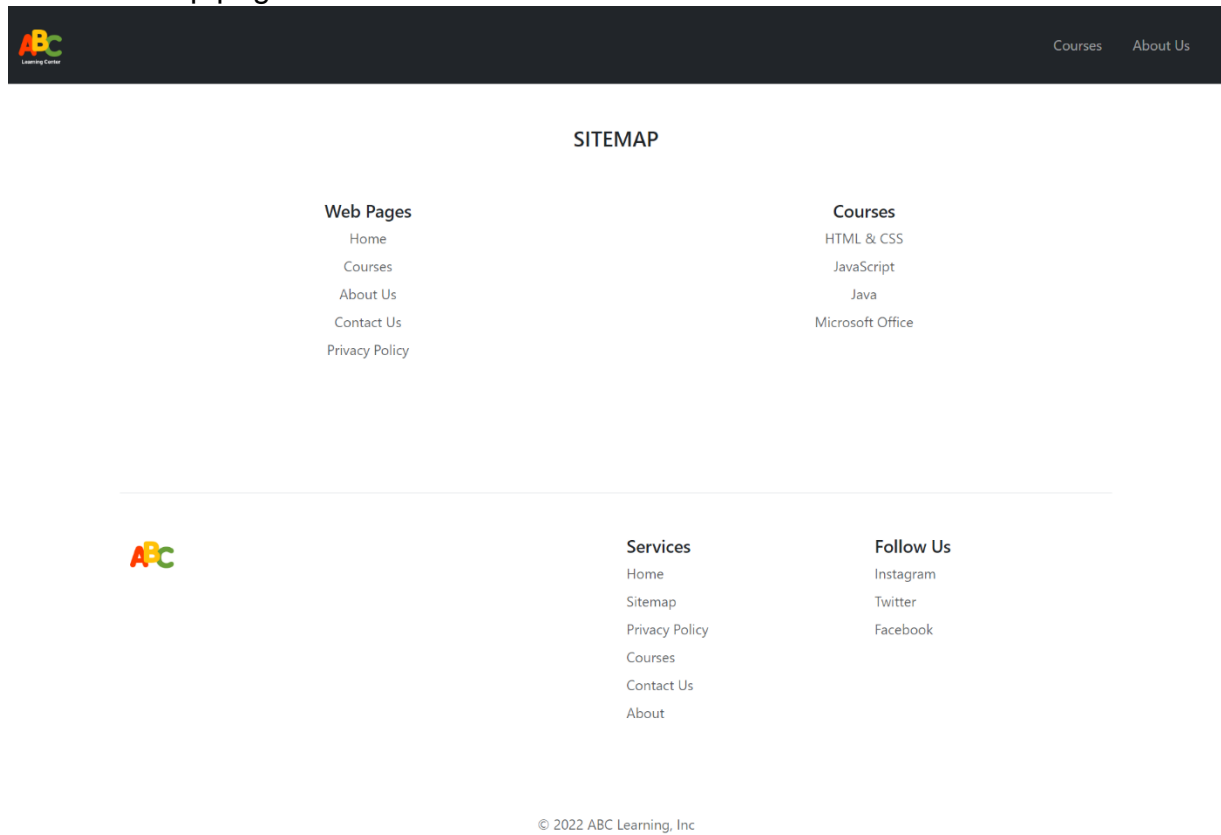 ABC
Learning Center
Courses About Us
SITEMAP
Web Pages
Home
Courses
About Us
Contact Us
Privacy Policy
Courses
HTML & CSS
JavaScript
Java
Microsoft Office
ABC
Services
Home
Sitemap
Privacy Policy
Courses
Contact Us
About
Follow Us
Instagram
Twitter
Facebook
© 2022 ABC Learning, Inc